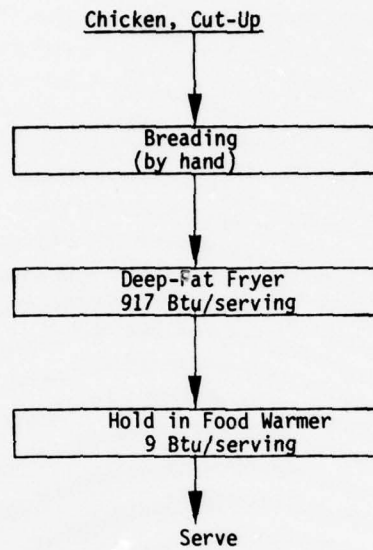 Chicken, Cut-Up
Breading
(by hand)
Deep-Fat Fryer
917 Btu/serving
Hold in Food Warmer
9 Btu/serving
Serve